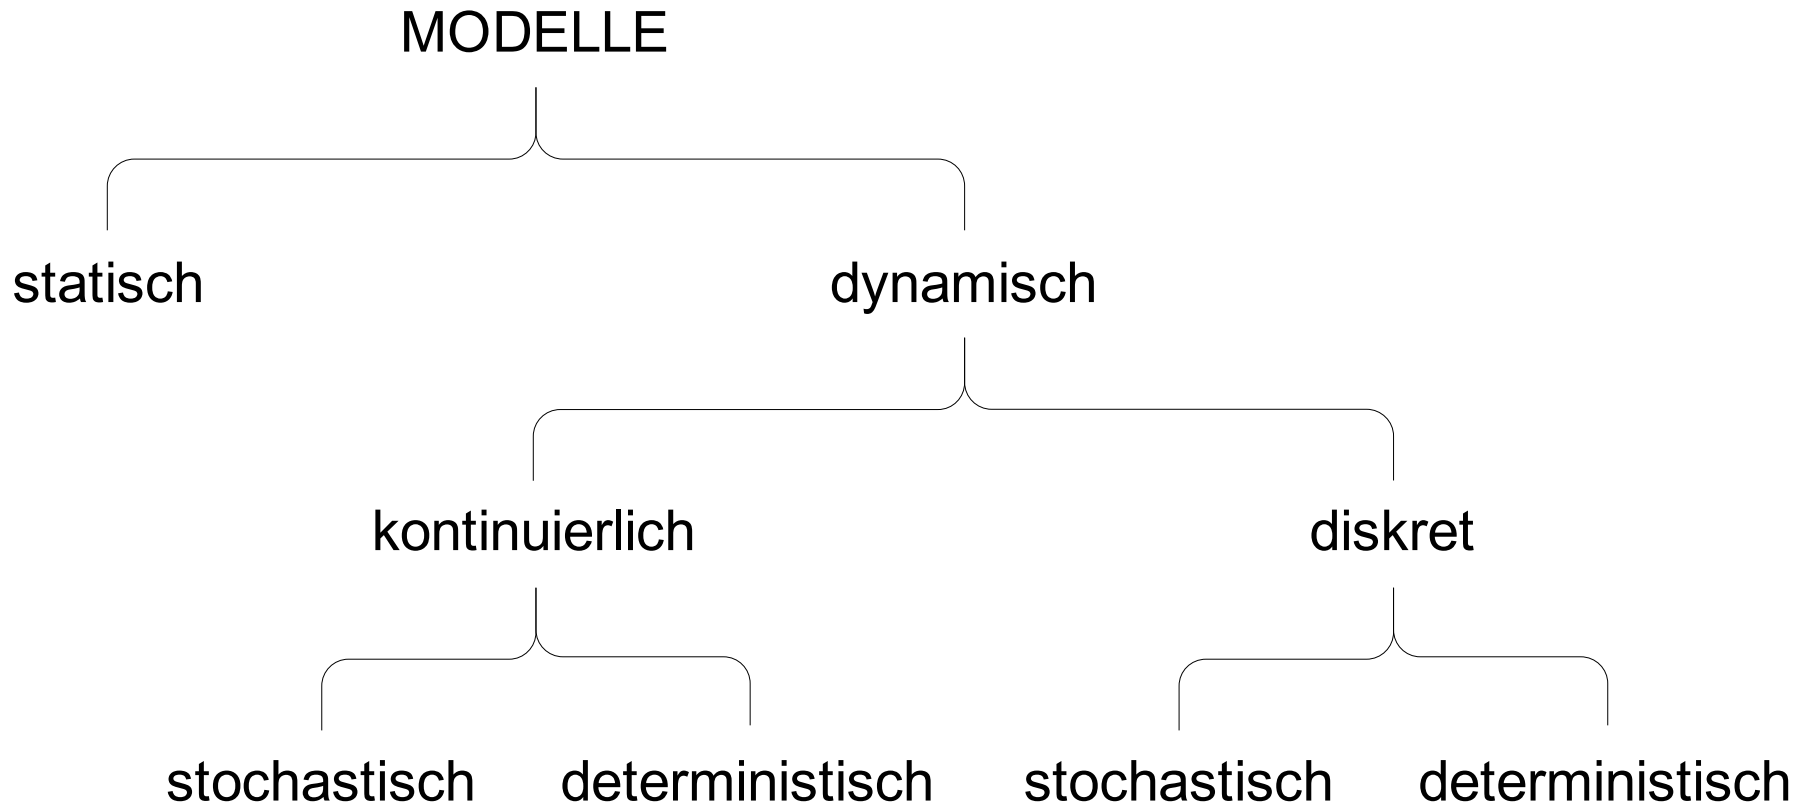 MODELLE
statisch dynamisch
kontinuierlich diskret
stochastisch deterministisch stochastisch deterministisch